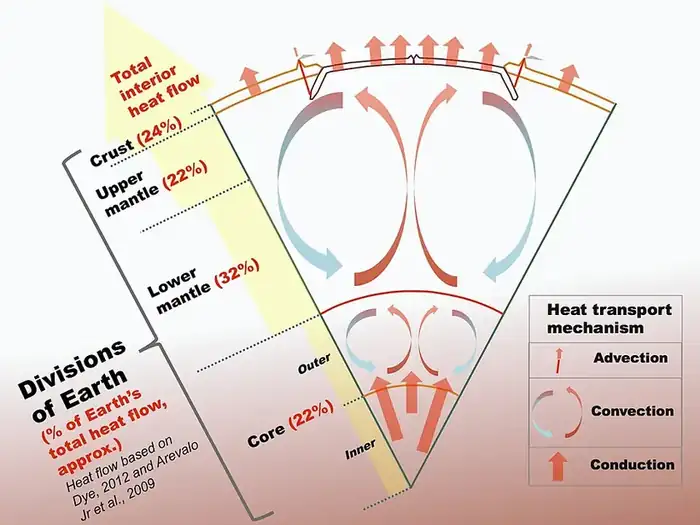 Total
interior
heat flow
Crust (24%)
Upper
mantle (22%)
Lower
mantle (32%)
Outer
Core (22%)
Inner
Divisions
of Earth
(% of Earth's
total heat flow,
approx.)
Heat flow based on
Dye, 2012 and Arevalo
Jr et al., 2009
Heat transport
mechanism
Advection
Convection
Conduction